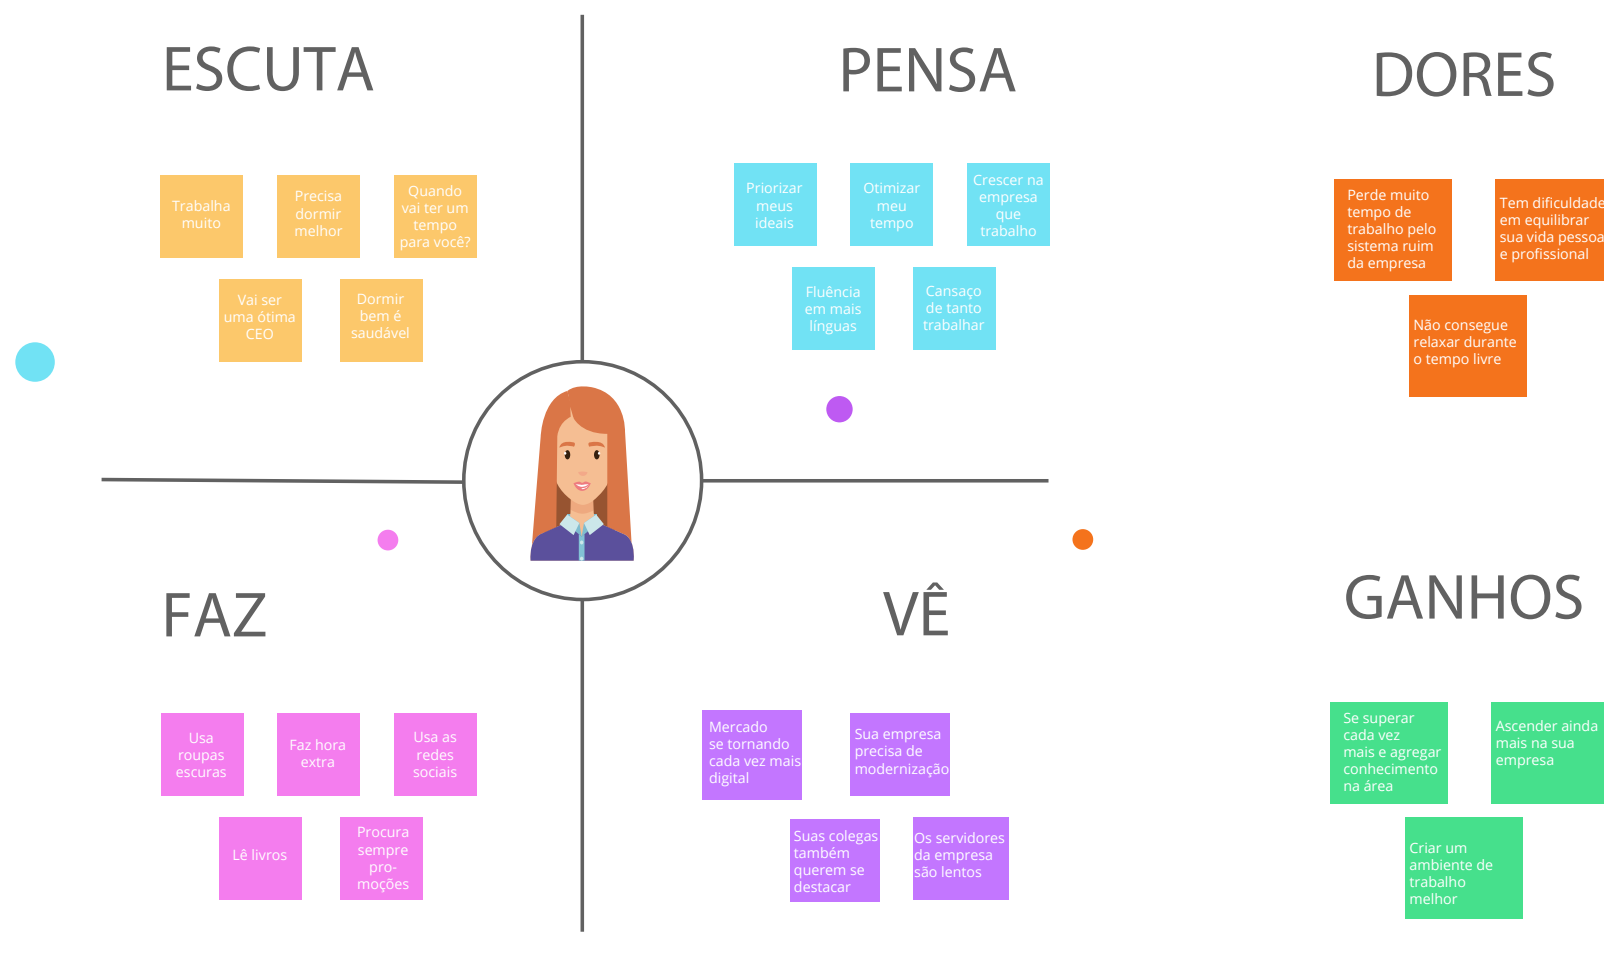 ESCUTA
Trabalha
muito
Precisa
dormir
melhor
Quando
vai ter um
tempo
para você?
Vai ser
uma ótima
CEO
Dormir
bem é
saudável
PENSA
Priorizar
meus
ideais
Otimizar
meu
tempo
Crescer na
empresa
que
trabalho
Fluência
em mais
línguas
Cansaço
de tanto
trabalhar
DORES
Perde muito
tempo de
trabalho pelo
sistema ruim
da empresa
Tem dificuldade
em equilibrar
sua vida pessoa
e profissional
Não consegue
relaxar durante
o tempo livre
FAZ
Usa
roupas
escuras
Faz hora
extra
Usa as
redes
sociais
Lê livros
Procura
sempre
pro-
moções
VÊ
Mercado
se tornando
cada vez mais
digital
Sua empresa
precisa de
modernização
Suas colegas
também
querem se
destacar
Os servidores
da empresa
são lentos
GANHOS
Se superar
cada vez
mais e agregar
conhecimento
na área
Ascender ainda
mais na sua
empresa
Criar um
ambiente de
trabalho
melhor